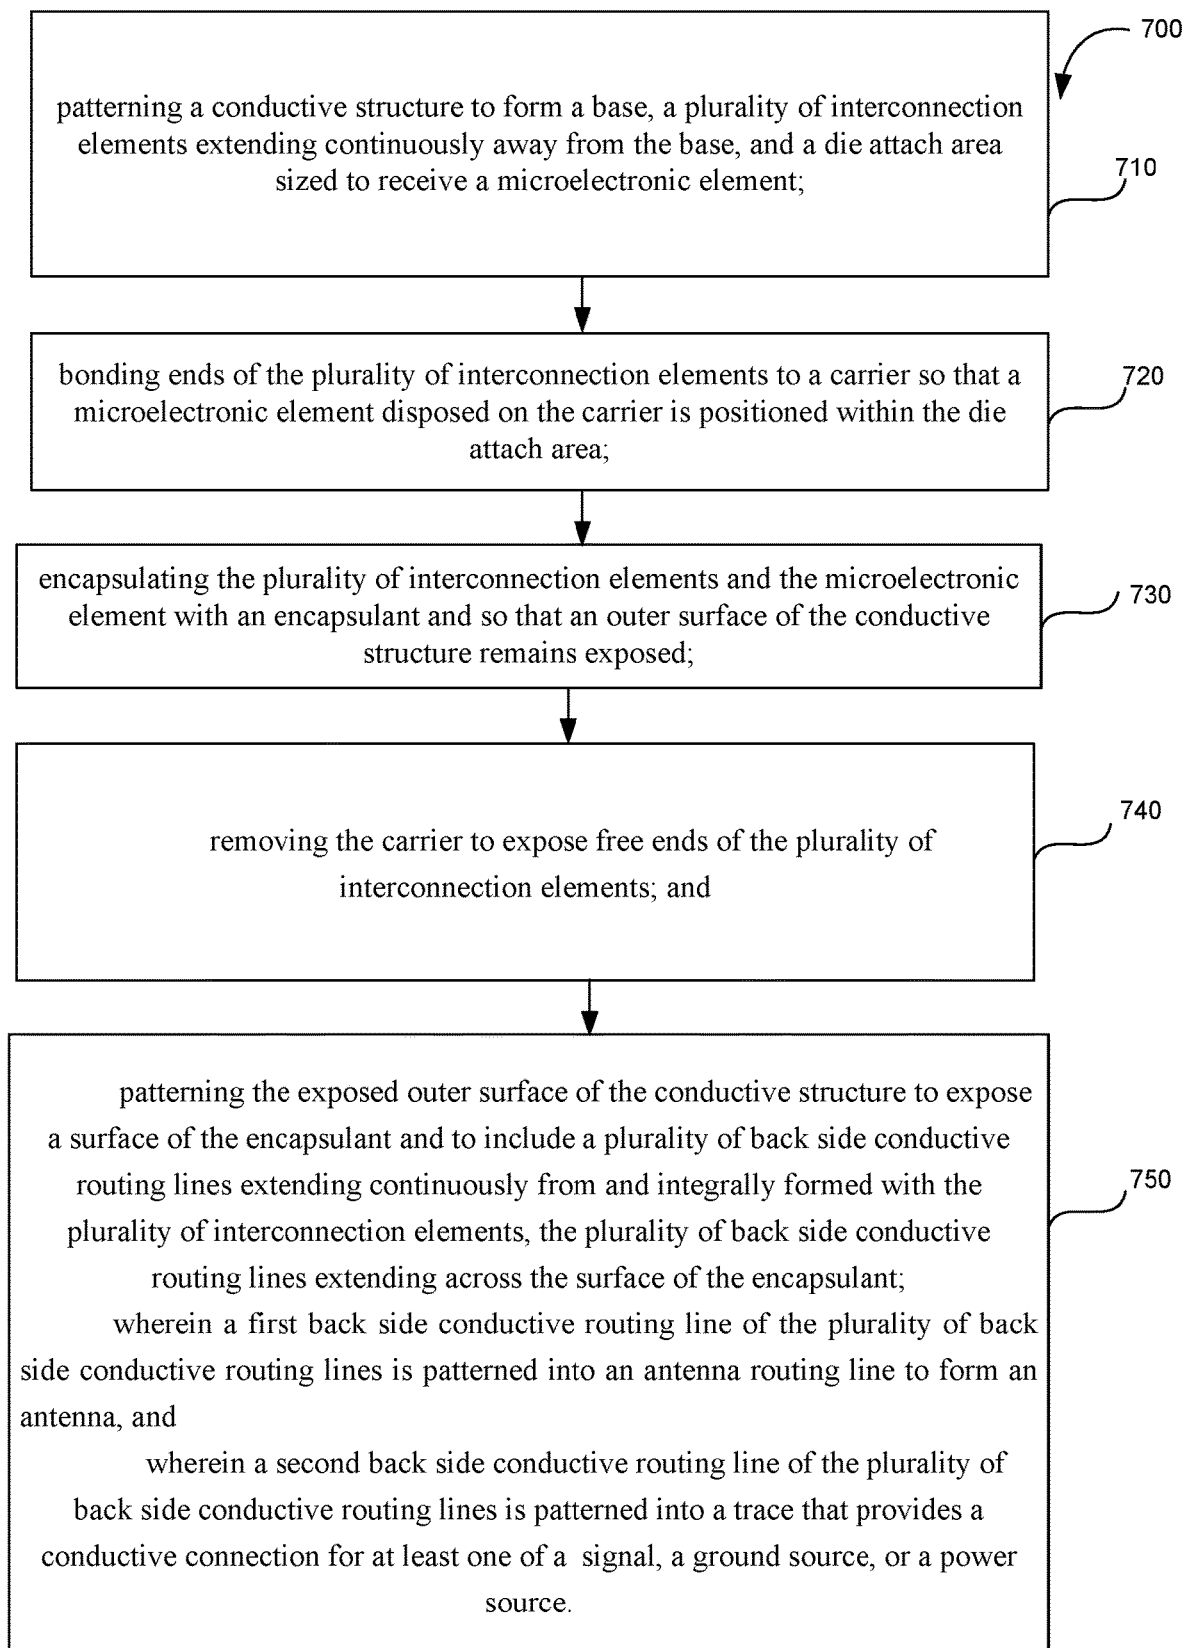 700
patterning a conductive structure to form a base, a plurality of interconnection
elements extending continuously away from the base, and a die attach area
sized to receive a microelectronic element;
710
bonding ends of the plurality of interconnection elements to a carrier so that a
microelectronic element disposed on the carrier is positioned within the die
attach area;
720
encapsulating the plurality of interconnection elements and the microelectronic
element with an encapsulant and so that an outer surface of the conductive
structure remains exposed;
730
removing the carrier to expose free ends of the plurality of
interconnection elements; and
740
patterning the exposed outer surface of the conductive structure to expose
a surface of the encapsulant and to include a plurality of back side conductive
routing lines extending continuously from and integrally formed with the
plurality of interconnection elements, the plurality of back side conductive
routing lines extending across the surface of the encapsulant;
wherein a first back side conductive routing line of the plurality of back
side conductive routing lines is patterned into an antenna routing line to form an
antenna, and
wherein a second back side conductive routing line of the plurality of
back side conductive routing lines is patterned into a trace that provides a
conductive connection for at least one of a signal, a ground source, or a power
source.
750